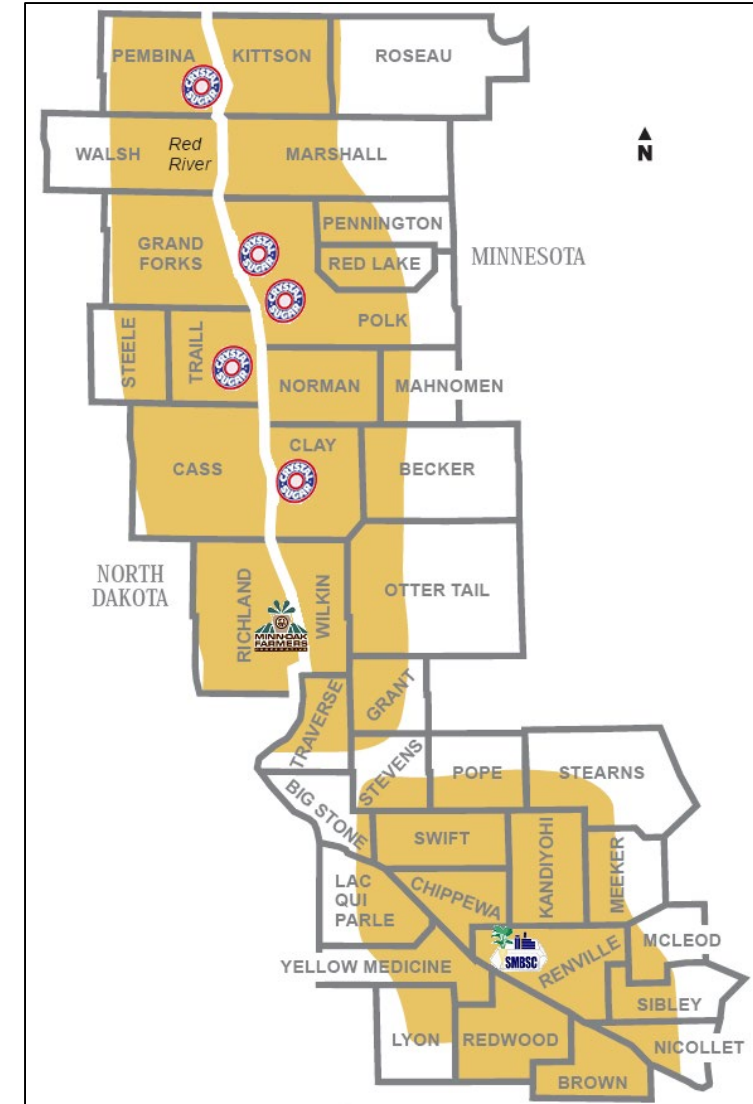 PEMBINA
KITTSON
ROSEAU
CRYSTAL
SUGAR
WALSH
Red
River
MARSHALL
N
PENNINGTON
GRAND
FORKS
CRYSTAL
SUGAR
RED LAKE
MINNESOTA
CRYSTAL
SUGAR
POLK
STEELE
TRAILL
CRYSTAL
SUGAR
NORMAN
MAHNOMEN
CLAY
CASS
CRYSTAL
SUGAR
BECKER
NORTH
DAKOTA
RICHLAND
WILKIN
OTTER TAIL
MINN-DAK
FARMERS
COOPERATIVE
TRAVERSE
GRANT
STEVENS
POPE
STEARNS
BIG STONE
SWIFT
KANDIYOHI
MEEKER
LAC
QUI
PARLE
CHIPPEWA
RENVILLE
MCLEOD
SMBSC
YELLOW MEDICINE
SIBLEY
LYON
REDWOOD
NICOLLET
BROWN